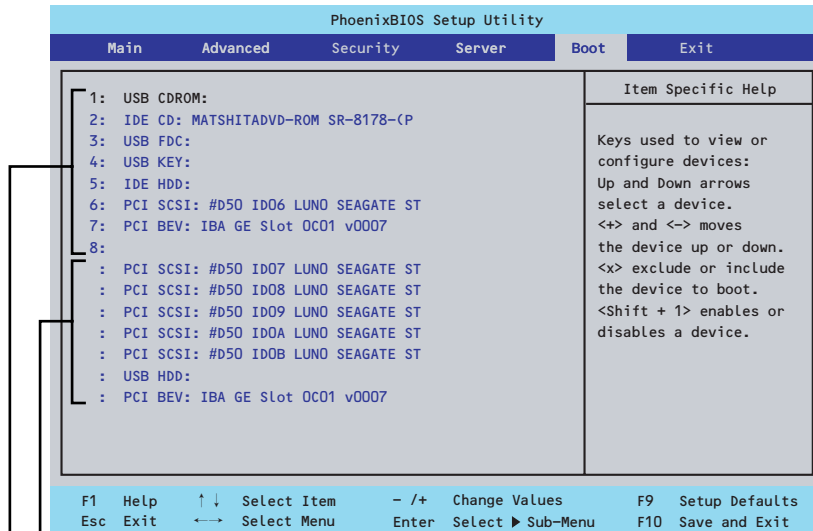 PhoenixBIOS Setup Utility
Main Advanced Security Server Boot Exit
1: USB CDROM:
2: IDE CD: MATSHITADVD-ROM SR-8178-(P
3: USB FDC:
4: USB KEY:
5: IDE HDD:
6: PCI SCSI: #D50 ID06 LUN0 SEAGATE ST
7: PCI BEV: IBA GE Slot 0C01 v0007
8:
: PCI SCSI: #D50 ID07 LUN0 SEAGATE ST
: PCI SCSI: #D50 ID08 LUN0 SEAGATE ST
: PCI SCSI: #D50 ID09 LUN0 SEAGATE ST
: PCI SCSI: #D50 ID0A LUN0 SEAGATE ST
: PCI SCSI: #D50 ID0B LUN0 SEAGATE ST
: USB HDD:
: PCI BEV: IBA GE Slot 0C01 v0007
Item Specific Help
Keys used to view or
configure devices:
Up and Down arrows
select a device.
<+> and <-> moves
the device up or down.
<x> exclude or include
the device to boot.
<Shift + 1> enables or
disables a device.
F1 Help ↑↓ Select Item - /+ Change Values F9 Setup Defaults
Esc Exit ←→ Select Menu Enter Select ▶ Sub-Menu F10 Save and Exit